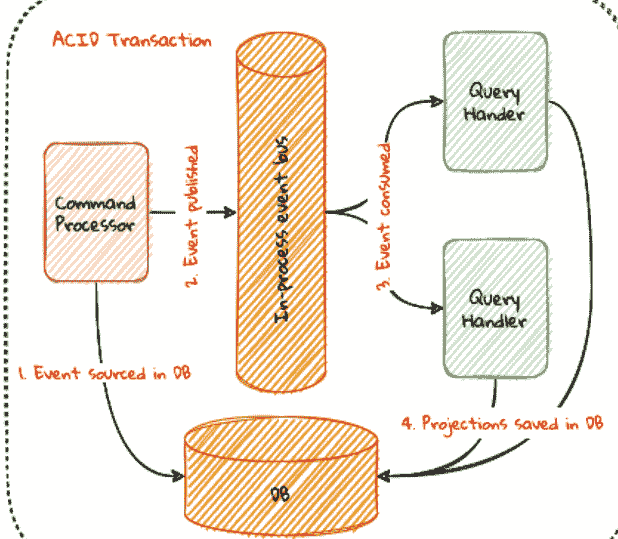 ACID Transaction
Query
Hander
Command
Processor
2. Event published
In-process event bus
3. Event consumed
Query
Handler
1. Event sourced in DB
4. Projections saved in DB
DB